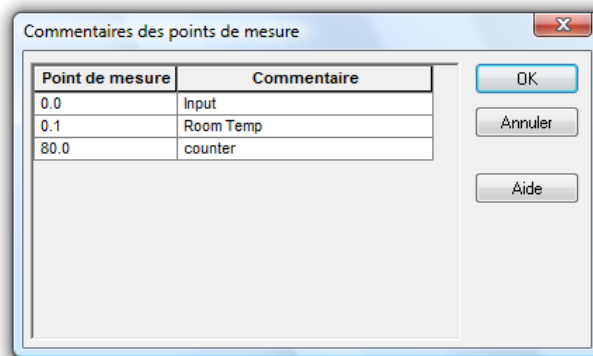 Commentaires des points de mesure
Point de mesure Commentaire
0.0 Input
0.1 Room Temp
80.0 counter
OK
Annuler
Aide